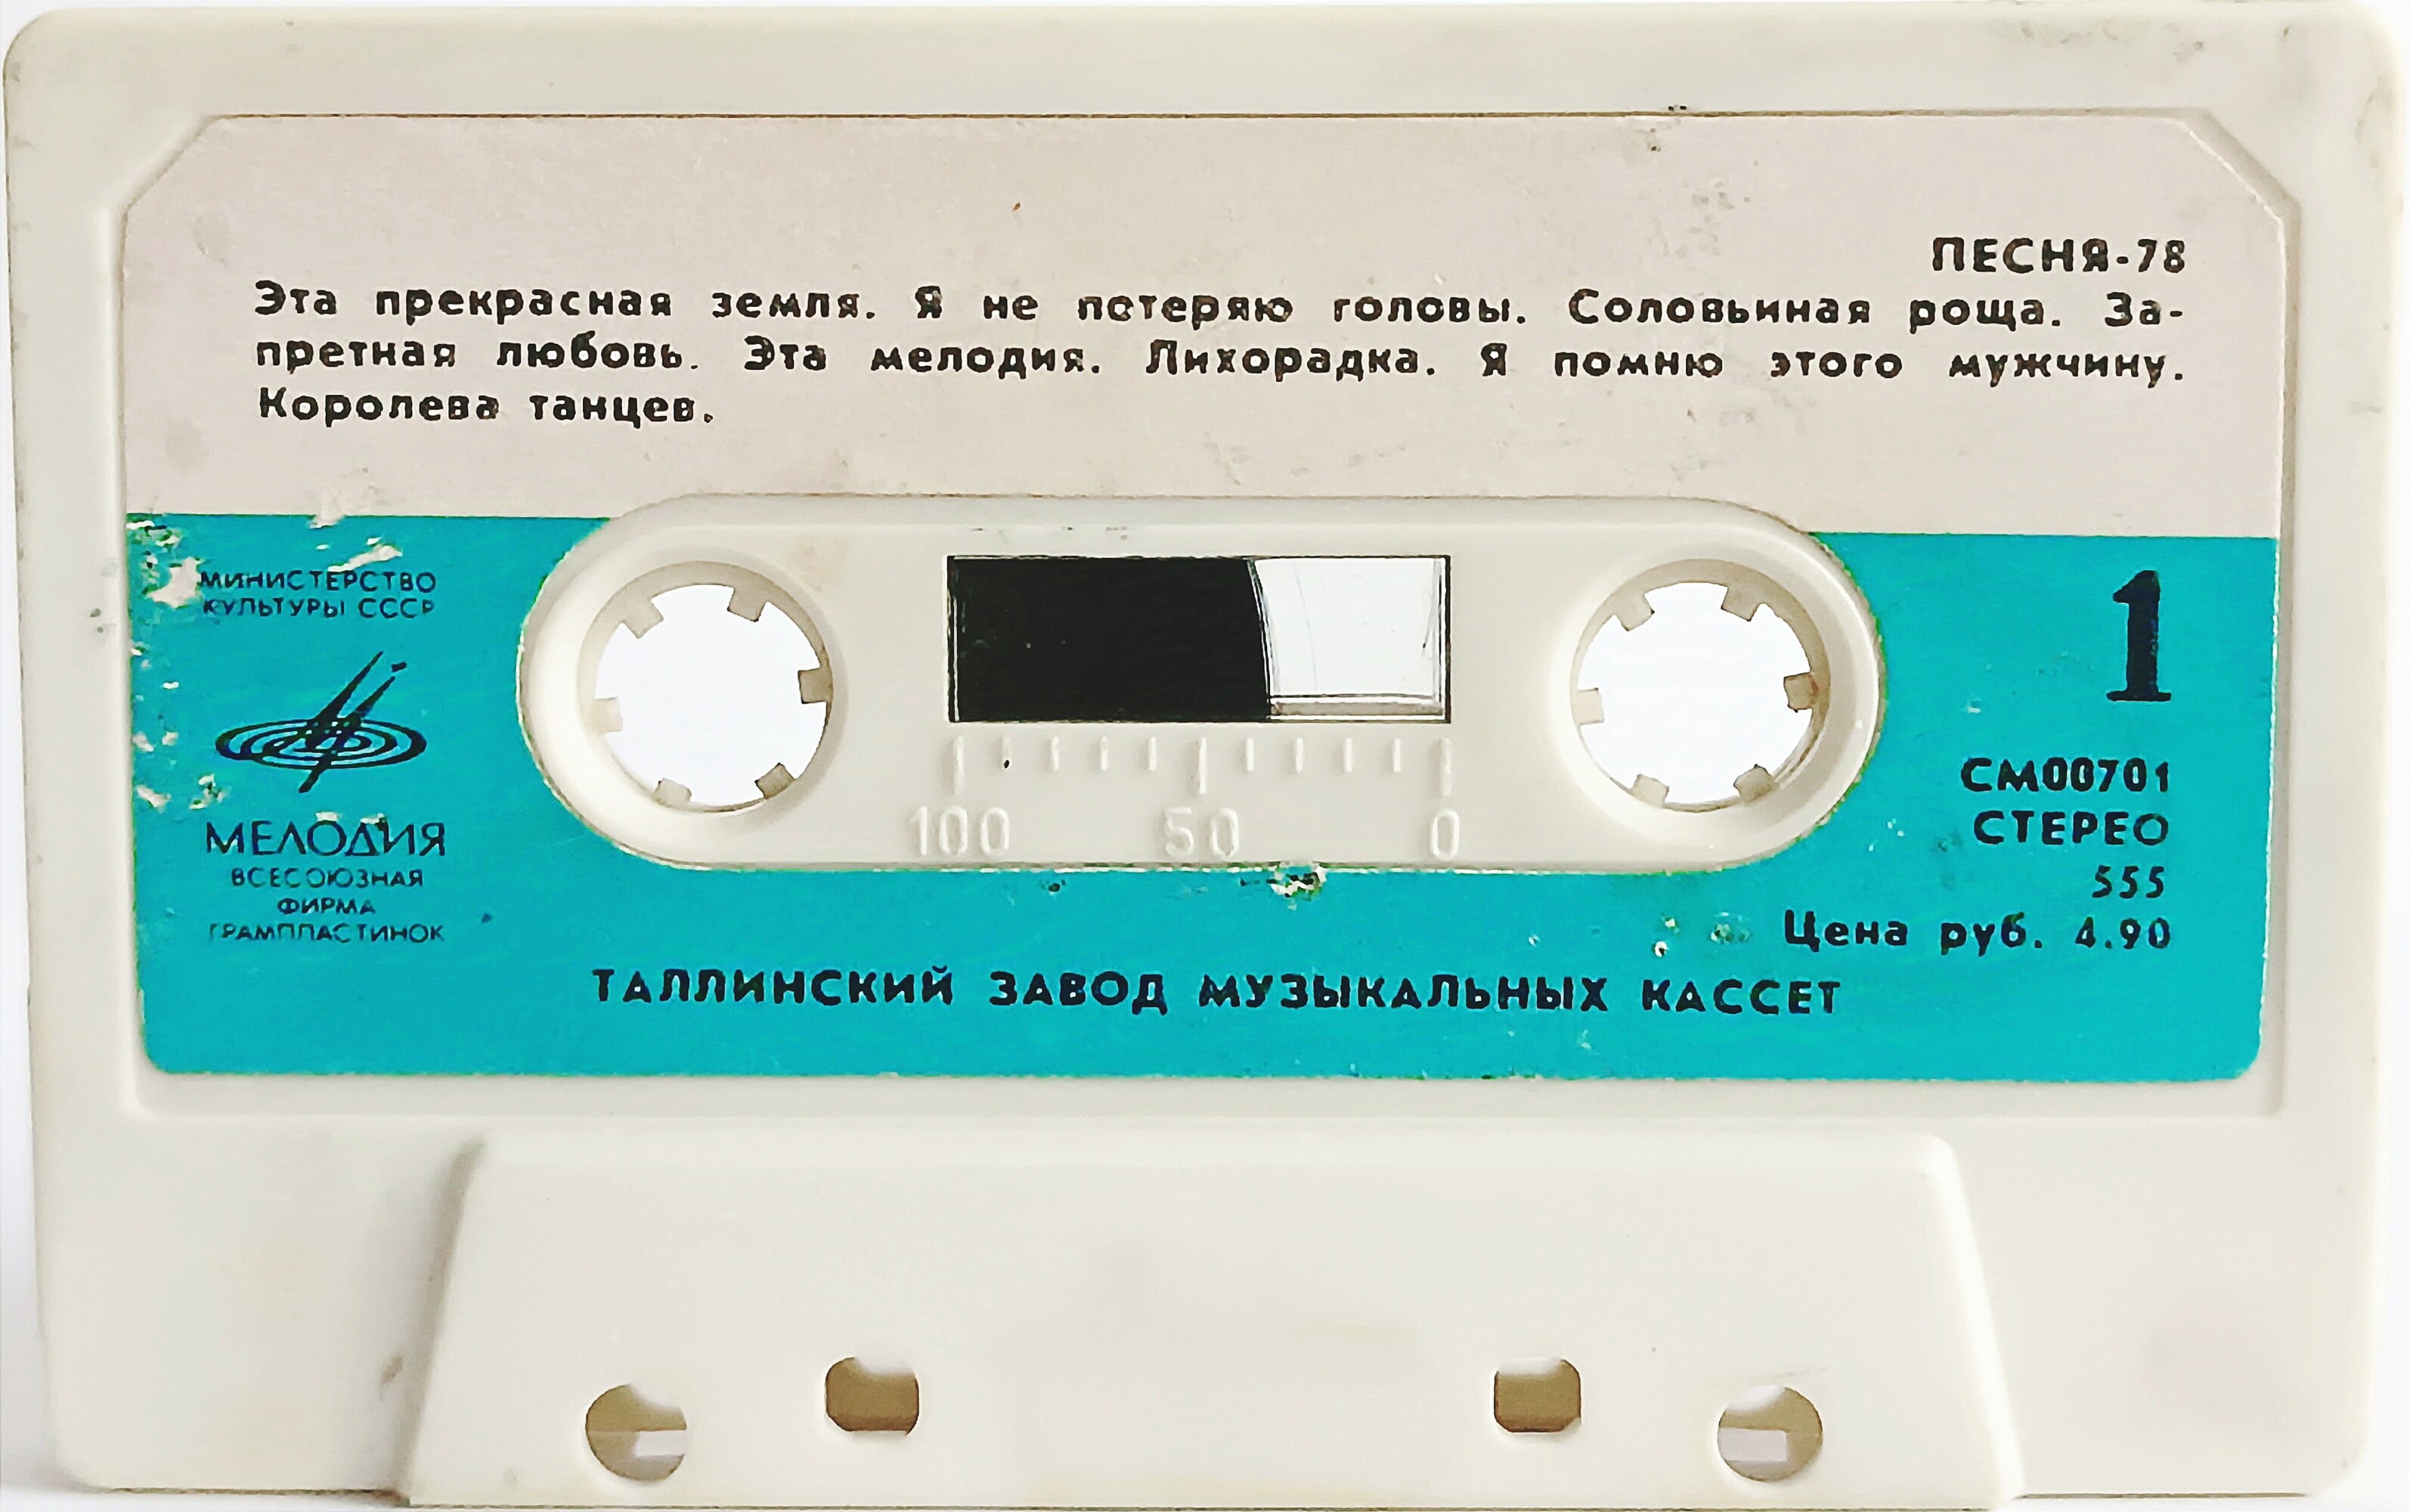 ПЕСНЯ-78
Эта прекрасная земля. Я не потеряю головы. Соловьиная роща. За-
претная любовь. Эта мелодия. Лихорадка. Я помню этого мужчину.
Королева танцев.
МИНИСТЕРСТВО
КУЛЬТУРЫ СССР
МЕЛОДИЯ
ВСЕСОЮЗНАЯ
ФИРМА
ГРАМПЛАСТИНОК
100 50 0
1
СМ00701
СТЕРЕО
555
Цена руб. 4.90
ТАЛЛИНСКИЙ ЗАВОД МУЗЫКАЛЬНЫХ КАССЕТ